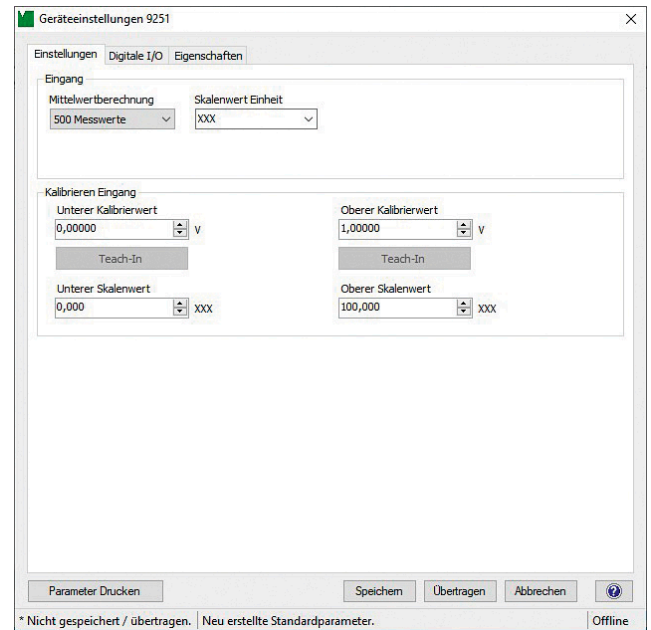 Geräteeinstellungen 9251
Einstellungen Digitale I/O Eigenschaften
Eingang
Mittelwertberechnung Skalenwert Einheit
500 Messwerte XXX
Kalibrieren Eingang
Unterer Kalibrierwert Oberer Kalibrierwert
0,00000 V 1,00000 V
Teach-In Teach-In
Unterer Skalenwert Oberer Skalenwert
0,000 XXX 100,000 XXX
Parameter Drucken Speichern Übertragen Abbrechen ?
* Nicht gespeichert / übertragen. Neu erstellte Standardparameter. Offline